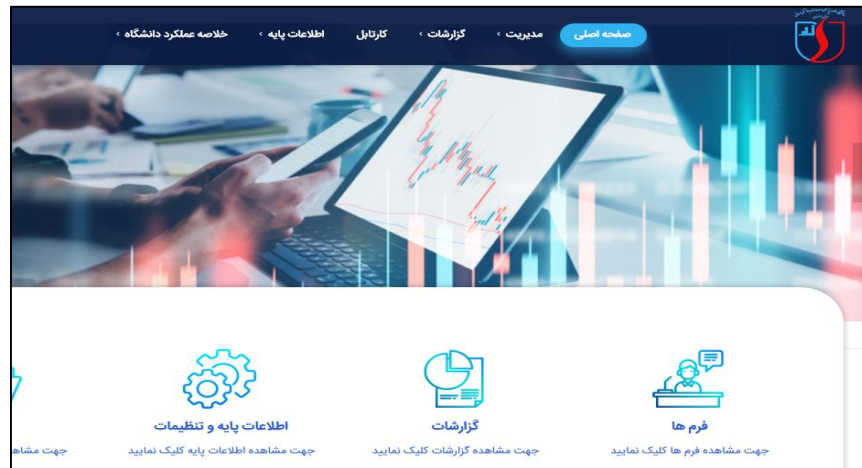 صفحه اصلی
مدیریت
گزارشات
کارتابل
اطلاعات پایه
خلاصه عملکرد دانشگاه
فرم ها
جهت مشاهده فرم ها کلیک نمایید
گزارشات
جهت مشاهده گزارشات کلیک نمایید
اطلاعات پایه و تنظیمات
جهت مشاهده اطلاعات پایه کلیک نمایید
جهت